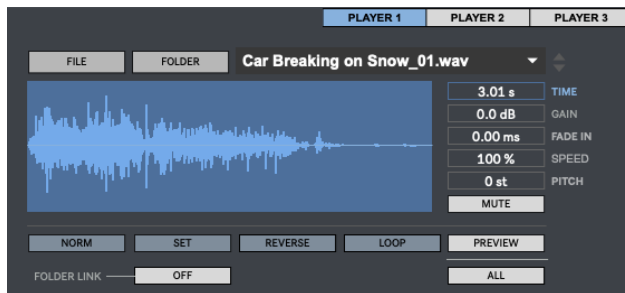 PLAYER 1 PLAYER 2 PLAYER 3
FILE FOLDER Car Breaking on Snow_01.wav
3.01 s TIME
0.0 dB GAIN
0.00 ms FADE IN
100 % SPEED
0 st PITCH
MUTE
NORM SET REVERSE LOOP PREVIEW
FOLDER LINK OFF ALL